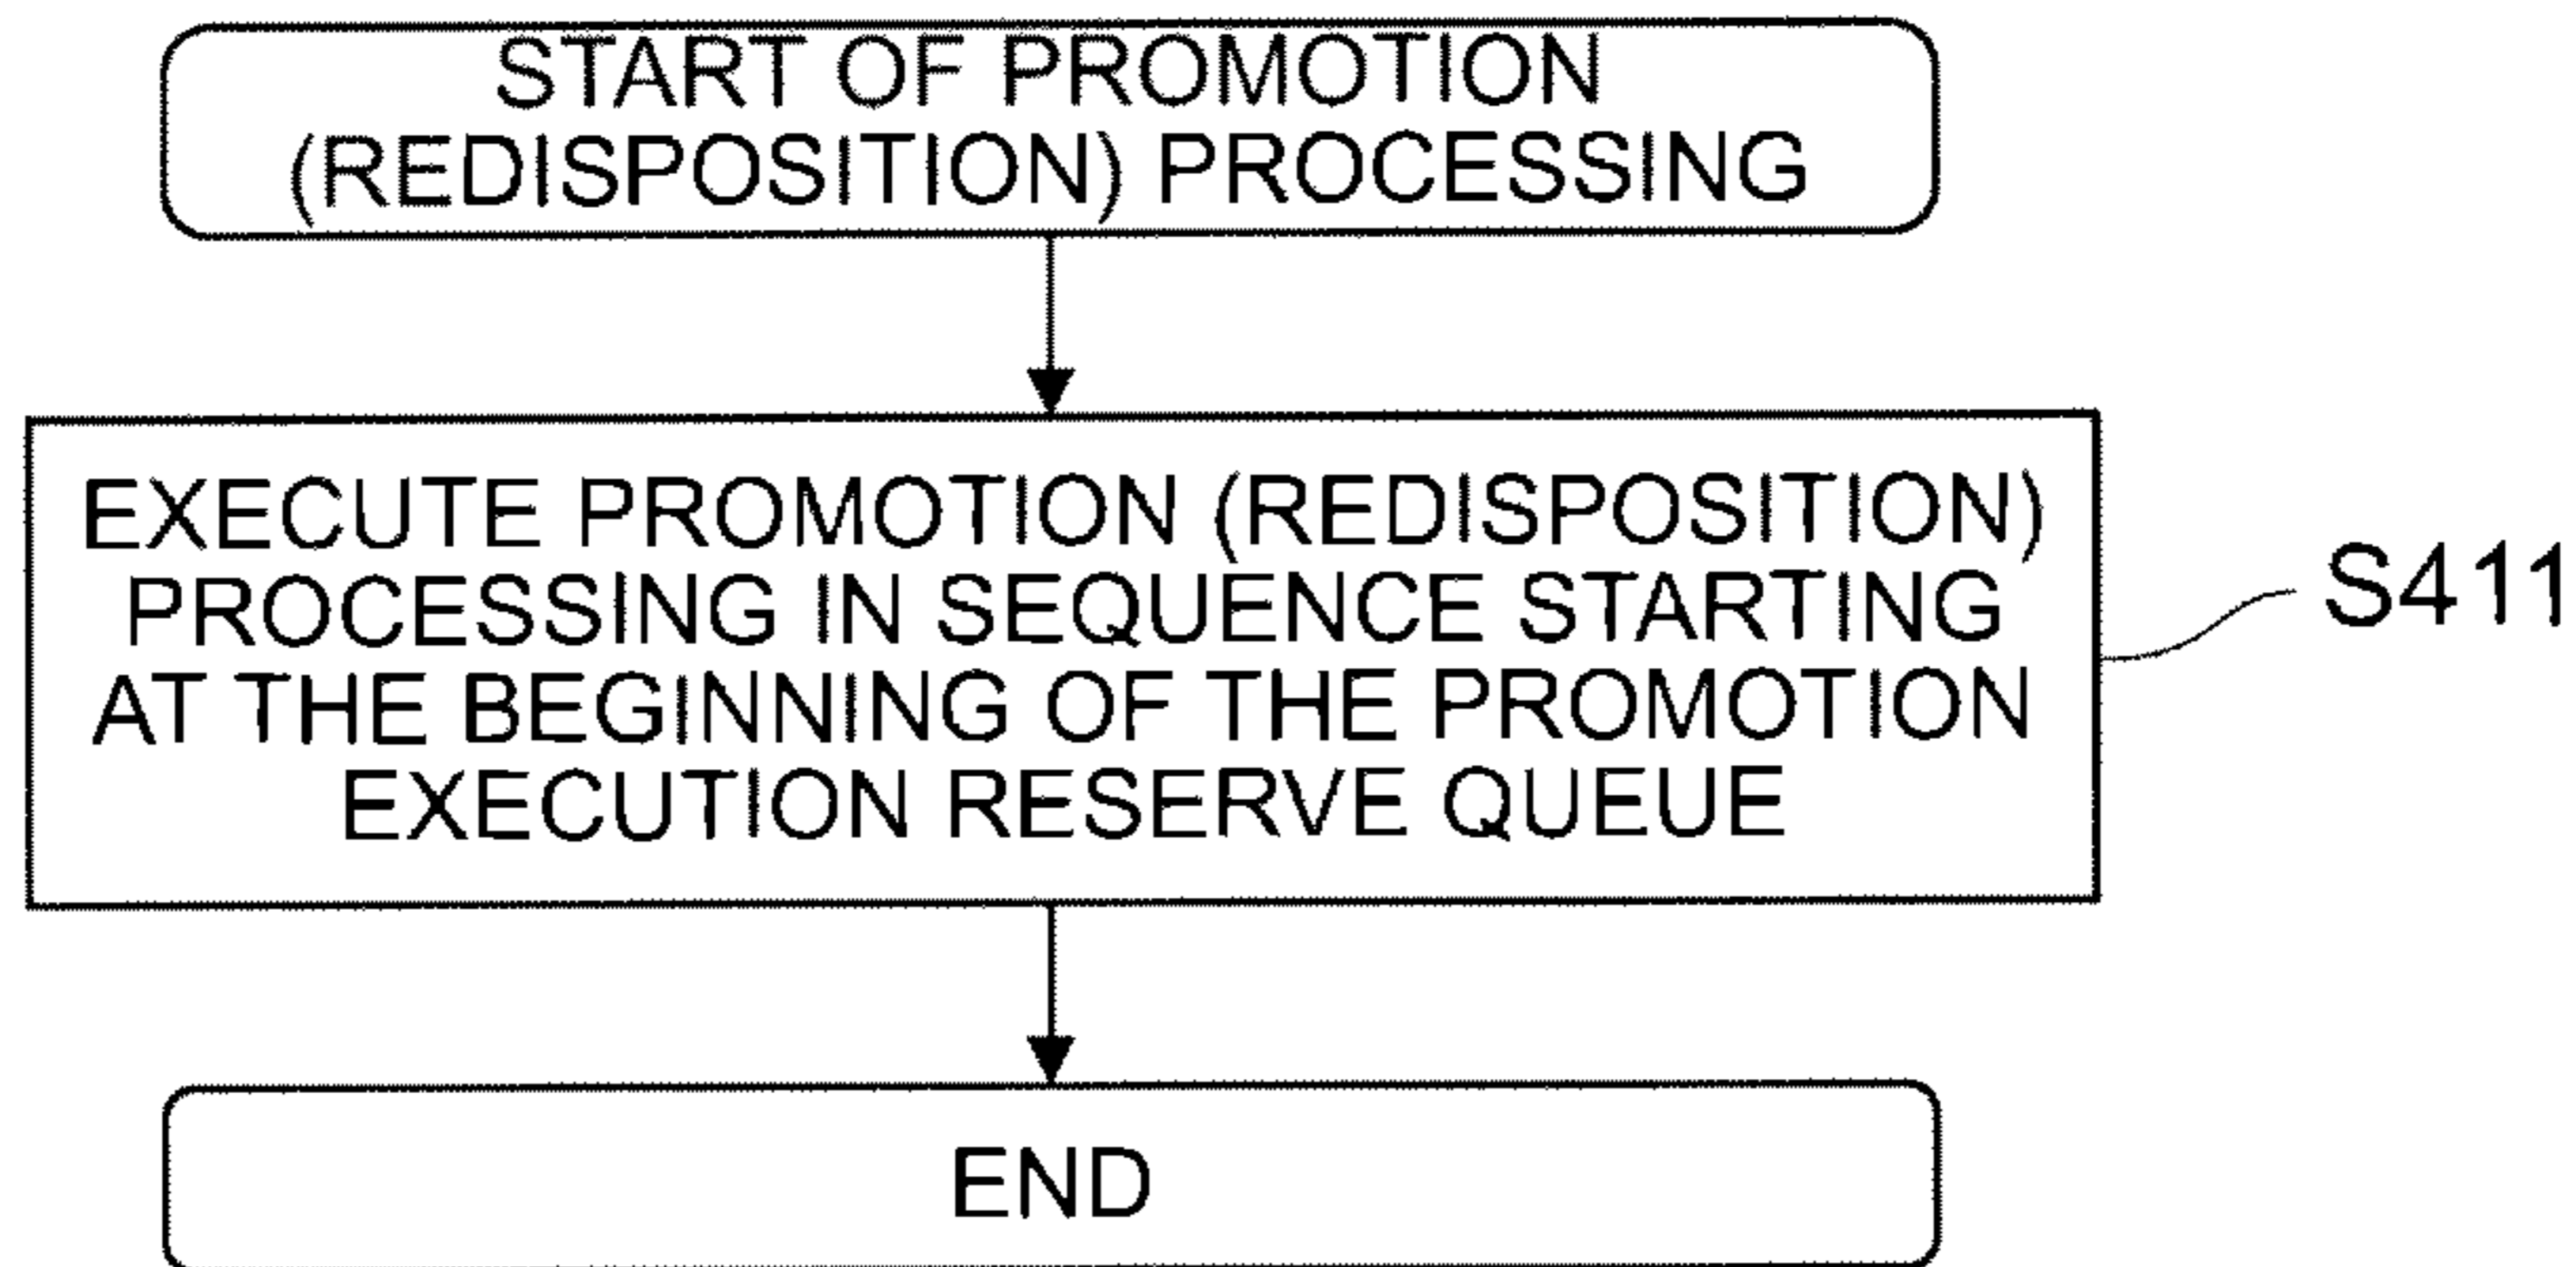 START OF PROMOTION
(REDISPOSITION) PROCESSING
EXECUTE PROMOTION (REDISPOSITION)
PROCESSING IN SEQUENCE STARTING
AT THE BEGINNING OF THE PROMOTION
EXECUTION RESERVE QUEUE
S411
END